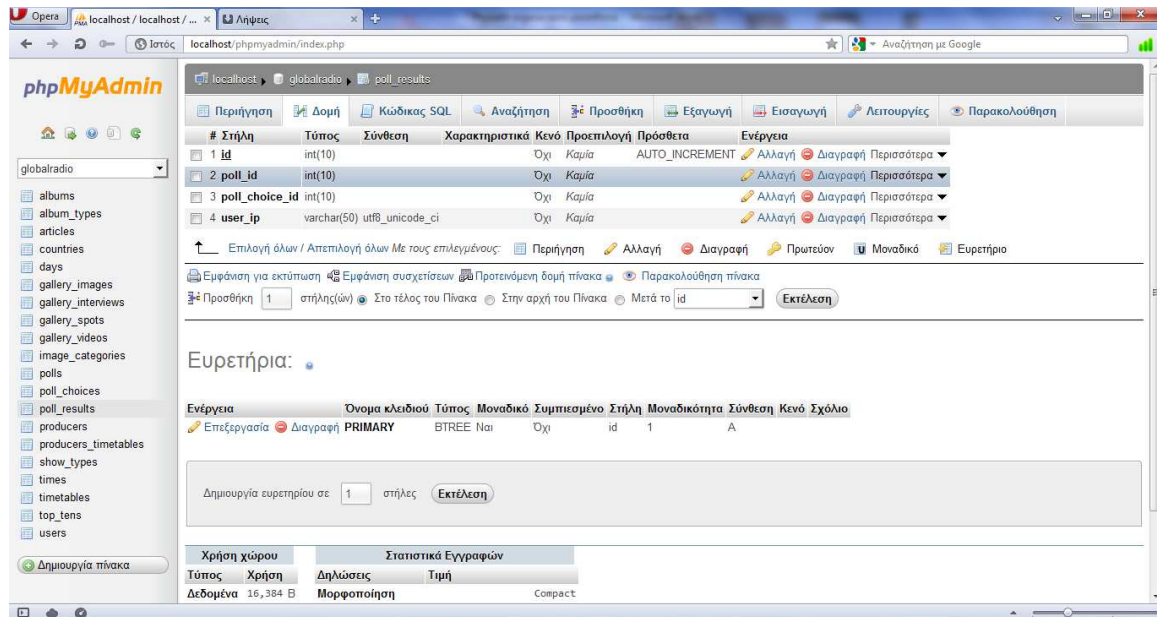 Opera localhost / localhost / ... × Λήψεις ×
Ιστός localhost/phpmyadmin/index.php Αναζήτηση με Google
phpMyAdmin
globalradio
albums
album_types
articles
countries
days
gallery_images
gallery_interviews
gallery_spots
gallery_videos
image_categories
polls
poll_choices
poll_results
producers
producers_timetables
show_types
times
timetables
top_tens
users
Δημιουργία πίνακα
localhost globalradio poll_results
Περιήγηση Δομή Κώδικας SQL Αναζήτηση Προσθήκη Εξαγωγή Εισαγωγή Λειτουργίες Παρακολούθηση
# Στήλη Τύπος Σύνθεση Χαρακτηριστικά Κενό Προεπιλογή Πρόσθετα Ενέργεια
1 id int(10) Όχι Καμία AUTO_INCREMENT Αλλαγή Διαγραφή Περισσότερα
2 poll_id int(10) Όχι Καμία Αλλαγή Διαγραφή Περισσότερα
3 poll_choice_id int(10) Όχι Καμία Αλλαγή Διαγραφή Περισσότερα
4 user_ip varchar(50) utf8_unicode_ci Όχι Καμία Αλλαγή Διαγραφή Περισσότερα
Επιλογή όλων / Απεπιλογή όλων Με τους επιλεγμένους: Περιήγηση Αλλαγή Διαγραφή Πρωτεύον U Μοναδικό Ευρετήριο
Εμφάνιση για εκτύπωση Εμφάνιση συσχετίσεων Προτεινόμενη δομή πίνακα Παρακολούθηση πίνακα
Προσθήκη 1 στήλης(ών) Στο τέλος του Πίνακα Στην αρχή του Πίνακα Μετά το id Εκτέλεση
Ευρετήρια:
Ενέργεια Όνομα κλειδιού Τύπος Μοναδικό Συμπιεσμένο Στήλη Μοναδικότητα Σύνθεση Κενό Σχόλιο
Επεξεργασία Διαγραφή PRIMARY BTREE Ναι Όχι id 1 A
Δημιουργία ευρετηρίου σε 1 στήλες Εκτέλεση
Χρήση χώρου Στατιστικά Εγγραφών
Τύπος Χρήση Δηλώσεις Τιμή
Δεδομένα 16,384 B Μορφοποίηση Compact